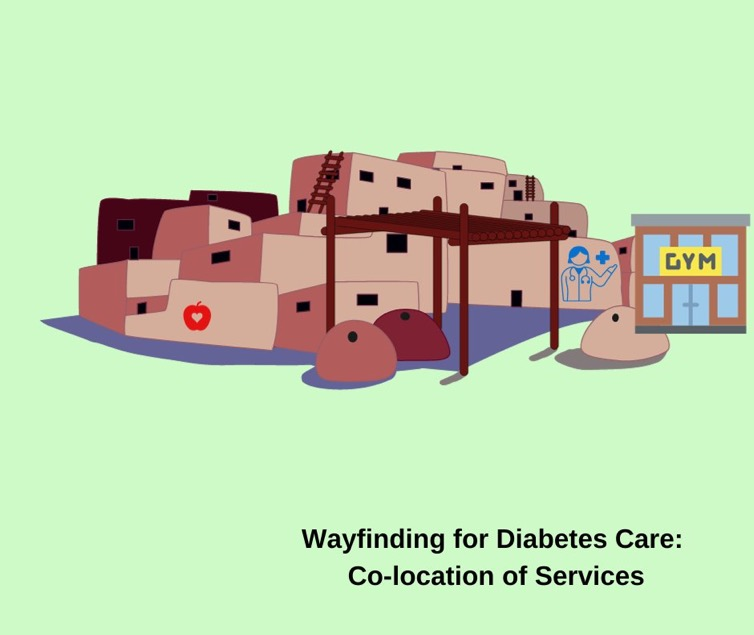 GYM
Wayfinding for Diabetes Care:
Co-location of Services